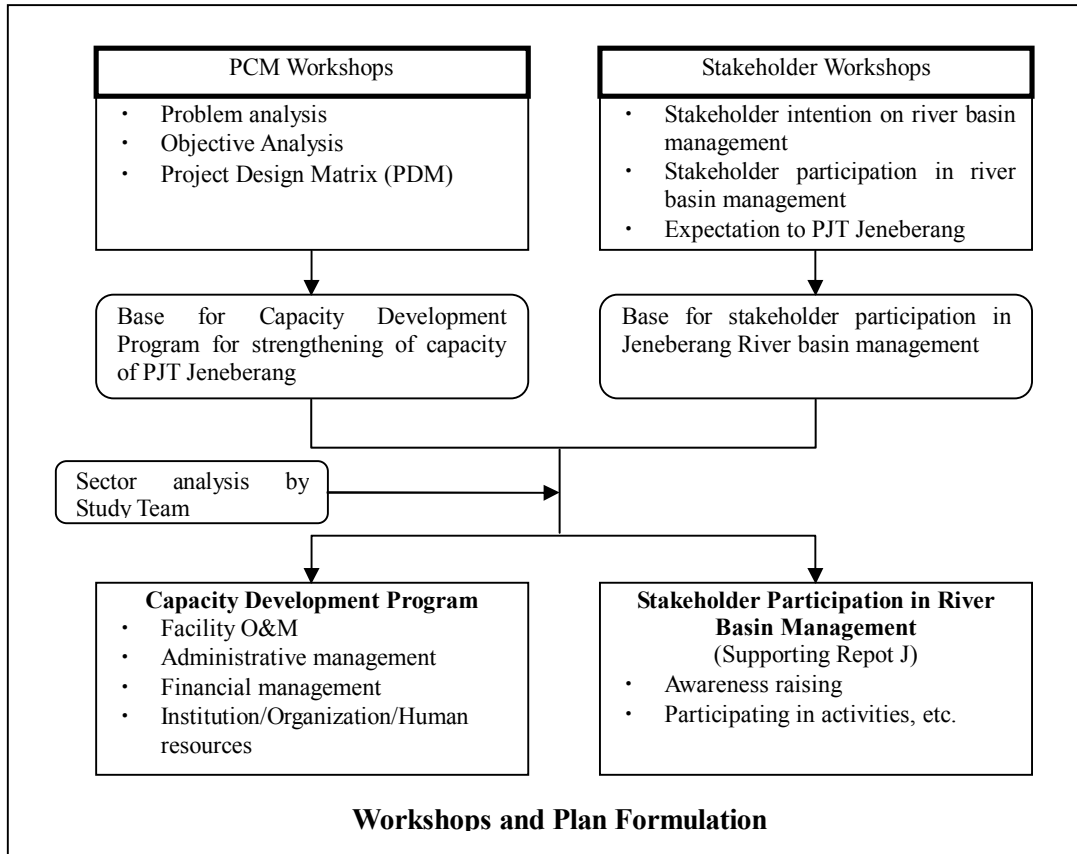 PCM Workshops
・ Problem analysis
・ Objective Analysis
・ Project Design Matrix (PDM)
Stakeholder Workshops
・ Stakeholder intention on river basin
management
・ Stakeholder participation in river
basin management
・ Expectation to PJT Jeneberang
Base for Capacity Development
Program for strengthening of capacity
of PJT Jeneberang
Base for stakeholder participation in
Jeneberang River basin management
Sector analysis by
Study Team
Capacity Development Program
・ Facility O&M
・ Administrative management
・ Financial management
・ Institution/Organization/Human
resources
Stakeholder Participation in River
Basin Management
(Supporting Repot J)
・ Awareness raising
・ Participating in activities, etc.
Workshops and Plan Formulation